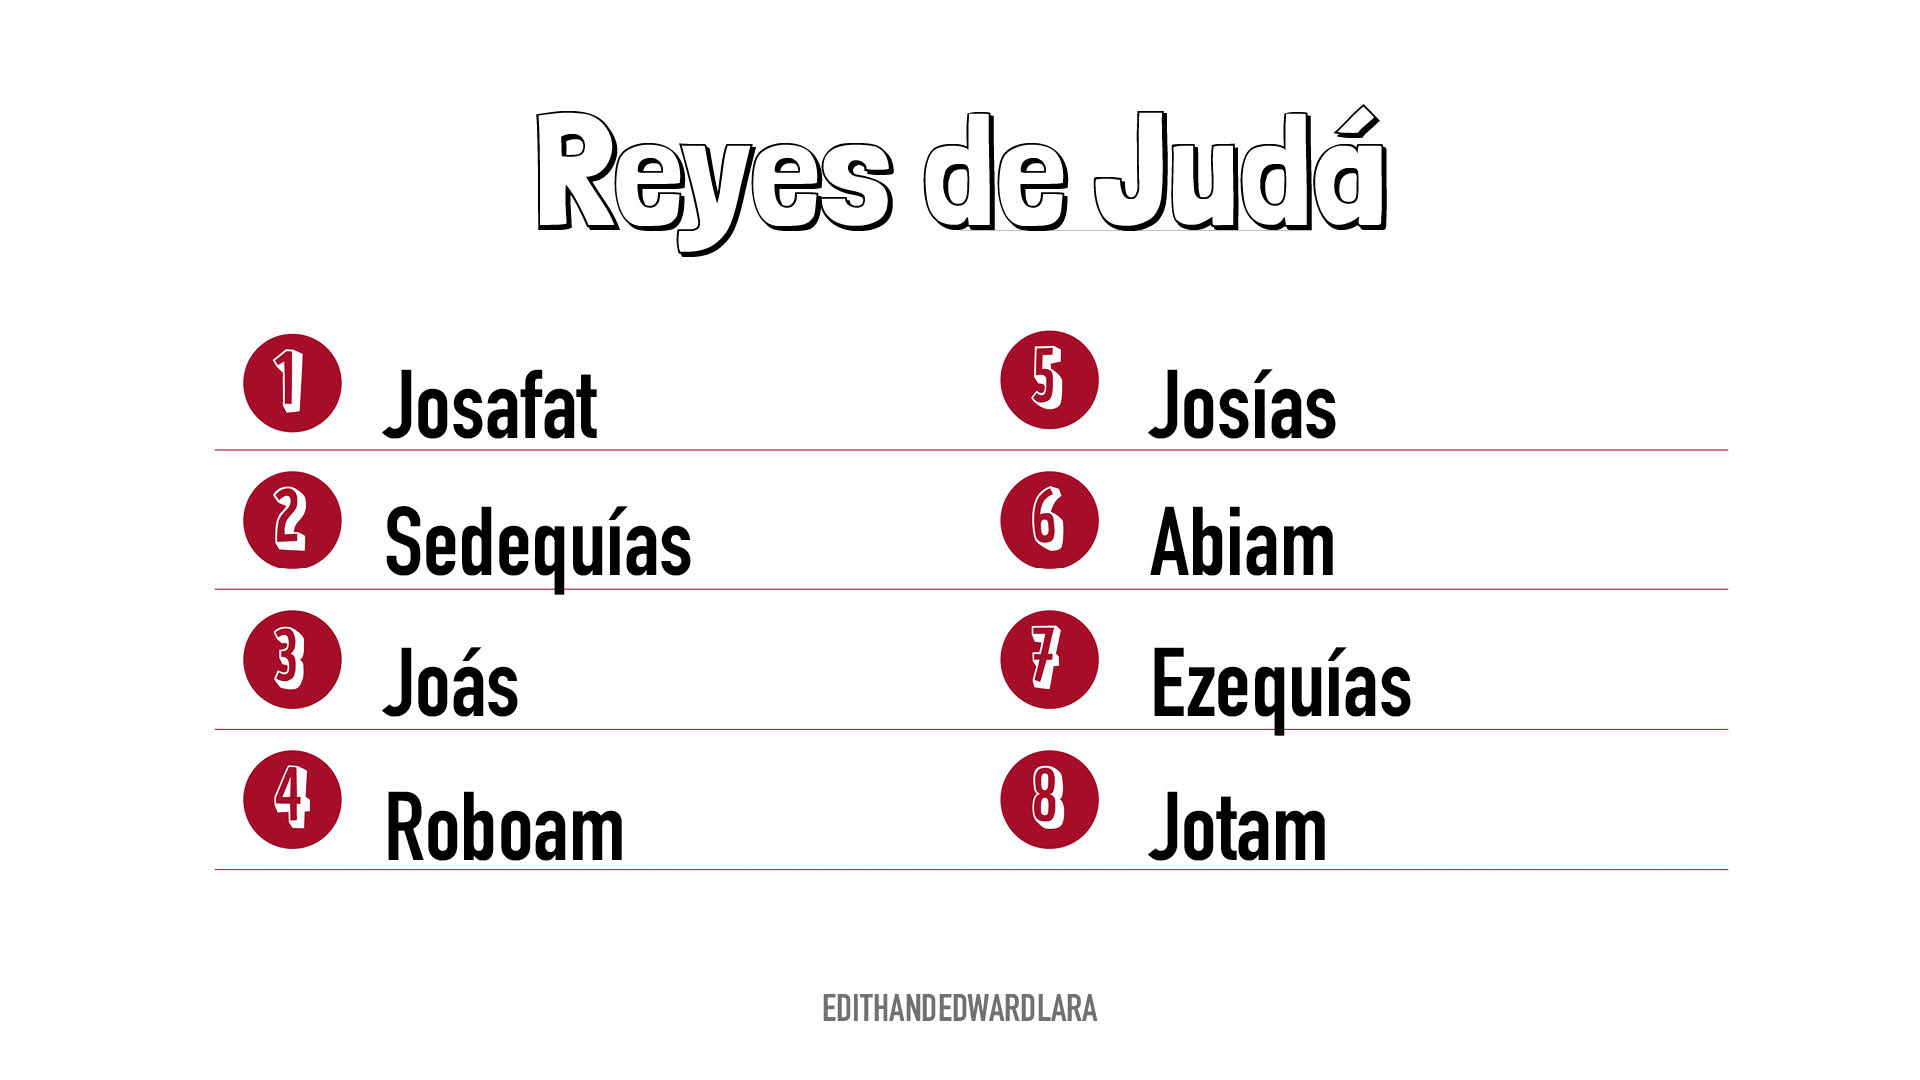 Reyes de Judá
1 Josafat
2 Sedequías
3 Joás
4 Roboam
5 Josías
6 Abiam
7 Ezequías
8 Jotam
EDITHANDEDWARDLARA